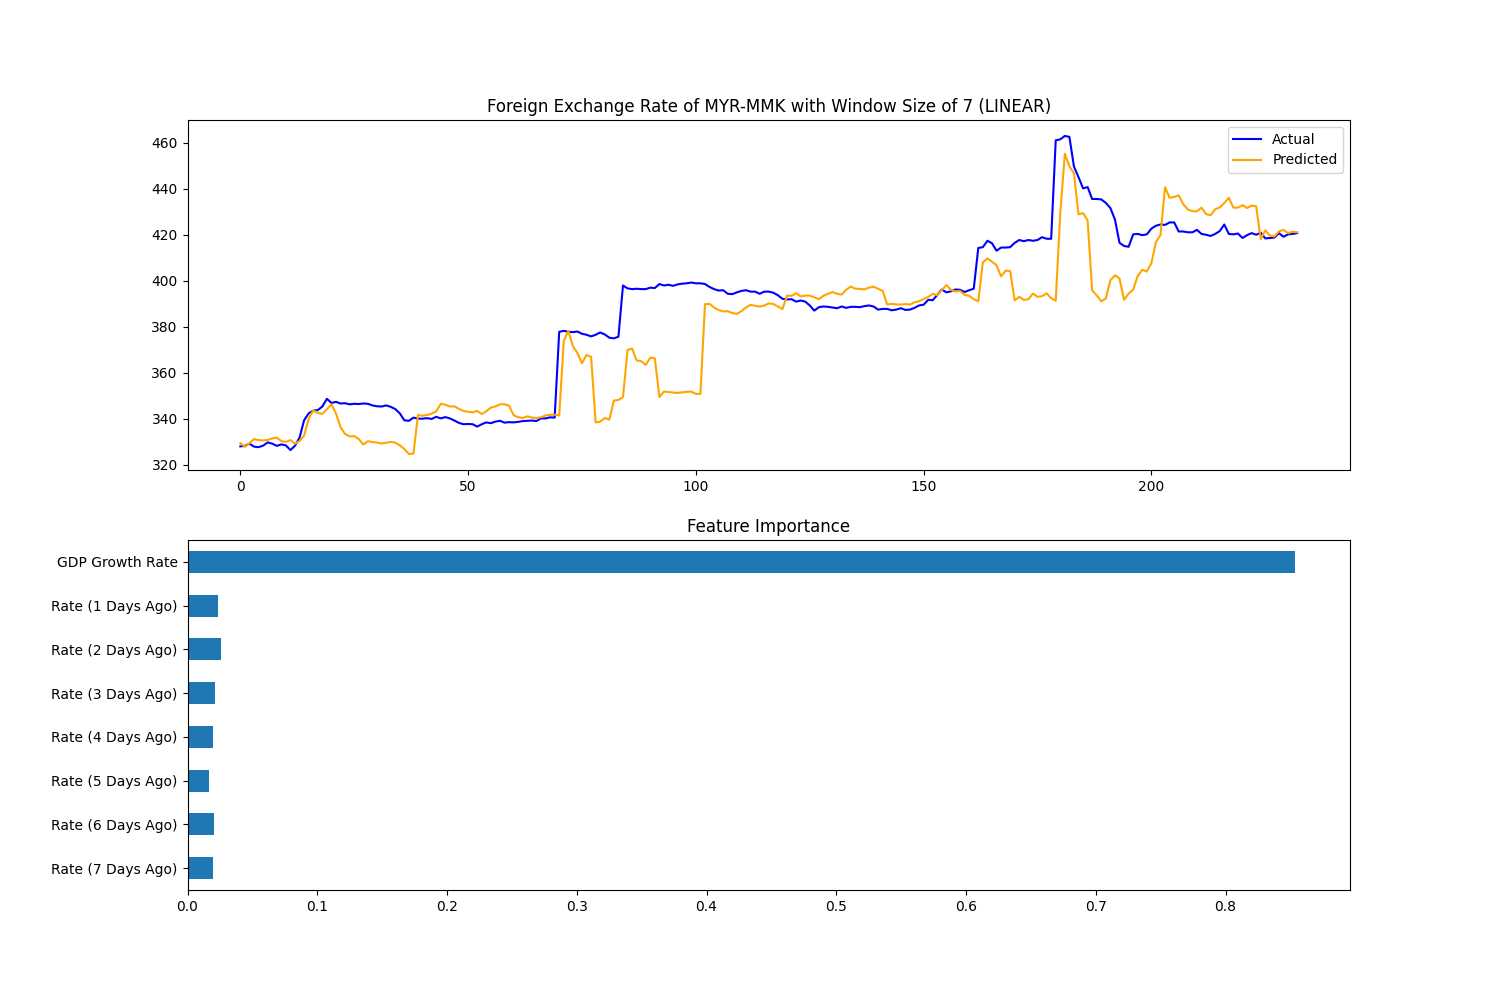 Foreign Exchange Rate of MYR-MMK with Window Size of 7 (LINEAR)
460
440
420
400
380
360
340
320
Actual
Predicted
0
50
100
150
200
Feature Importance
GDP Growth Rate
Rate (1 Days Ago)
Rate (2 Days Ago)
Rate (3 Days Ago)
Rate (4 Days Ago)
Rate (5 Days Ago)
Rate (6 Days Ago)
Rate (7 Days Ago)
0.0
0.1
0.2
0.3
0.4
0.5
0.6
0.7
0.8